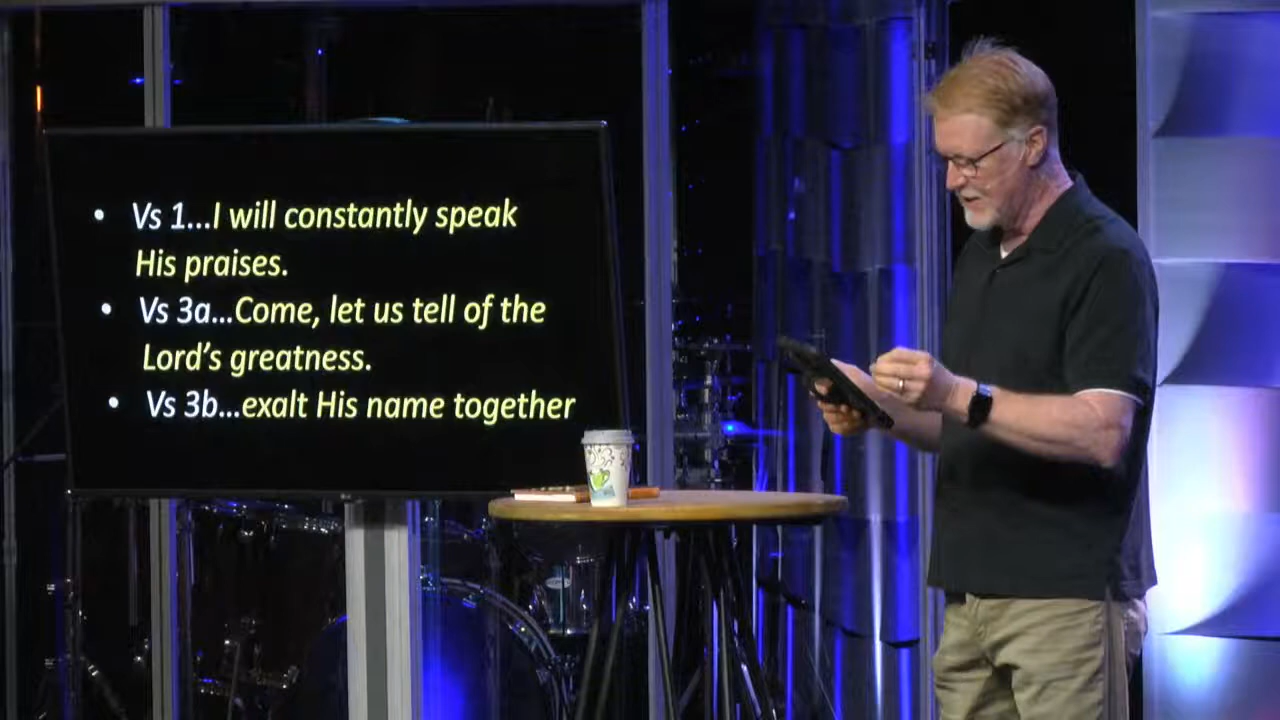 • Vs 1...I will constantly speak
His praises.
• Vs 3a...Come, let us tell of the
Lord's greatness.
• Vs 3b...exalt His name together